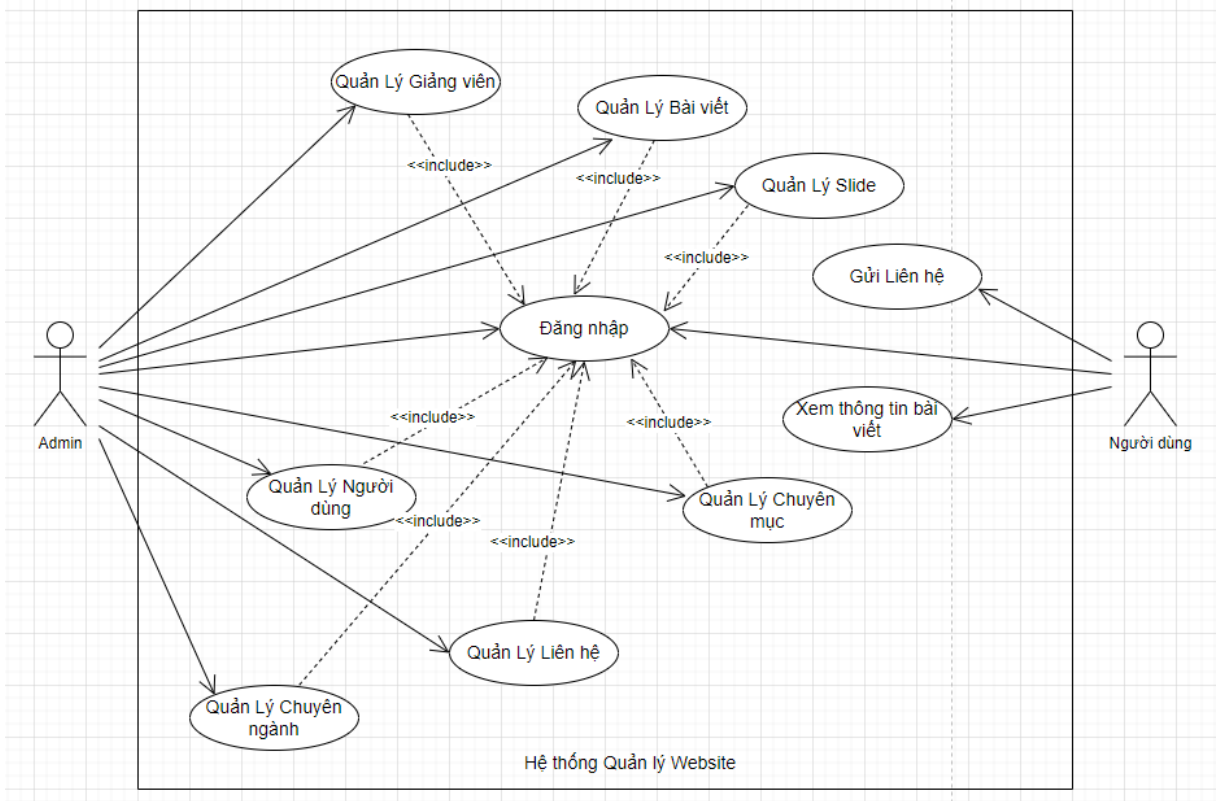 Quản Lý Giảng viên
Quản Lý Bài viết
<<include>>
<<include>>
Quản Lý Slide
<<include>>
Gửi Liên hệ
Đăng nhập
Admin
<<include>>
<<include>>
Xem thông tin bài
viết
Người dùng
Quản Lý Người
dùng
<<include>>
<<include>>
Quản Lý Chuyên
mục
Quản Lý Liên hệ
Quản Lý Chuyên
ngành
Hệ thống Quản lý Website